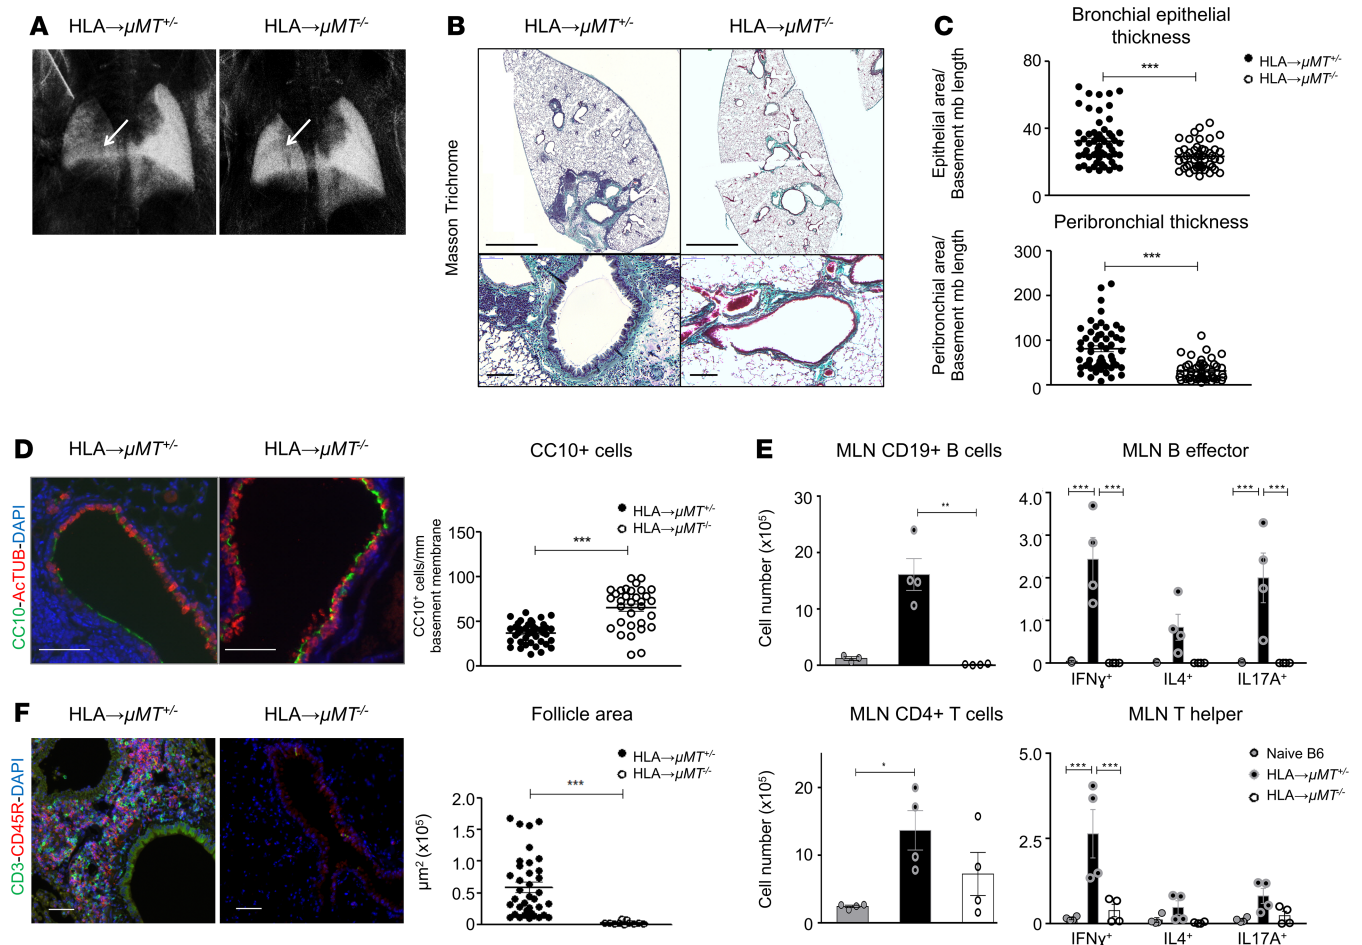 A
HLA→µMT+/-
HLA→µMT-/-
B
HLA→µMT+/-
HLA→µMT-/-
Masson Trichrome
C
Bronchial epithelial
thickness
HLA→µMT+/-
HLA→µMT-/-
***
Epithelial area/
Basement mb length
80
40
0
Peribronchial thickness
***
Peribronchial area/
Basement mb length
300
200
100
0
D
HLA→µMT+/-
HLA→µMT-/-
CC10-AcTUB-DAPI
CC10+ cells
HLA→µMT+/-
HLA→µMT-/-
***
CC10+ cells/mm
basement membrane
150
100
50
0
E
MLN CD19+ B cells
**
Cell number (x10⁵)
30
20
10
0
MLN B effector
*** *** *** ***
4.0
3.0
2.0
1.0
0
IFNɣ+ IL4+ IL17A+
MLN CD4+ T cells
*
Cell number (x10⁵)
20
10
0
MLN T helper
Naive B6
HLA→µMT+/-
HLA→µMT-/-
*** ***
5.0
2.5
0
IFNɣ+ IL4+ IL17A+
F
HLA→µMT+/-
HLA→µMT-/-
CD3-CD45R-DAPI
Follicle area
HLA→µMT+/-
HLA→µMT-/-
***
µm² (x10⁵)
2.0
1.5
1.0
0.5
0